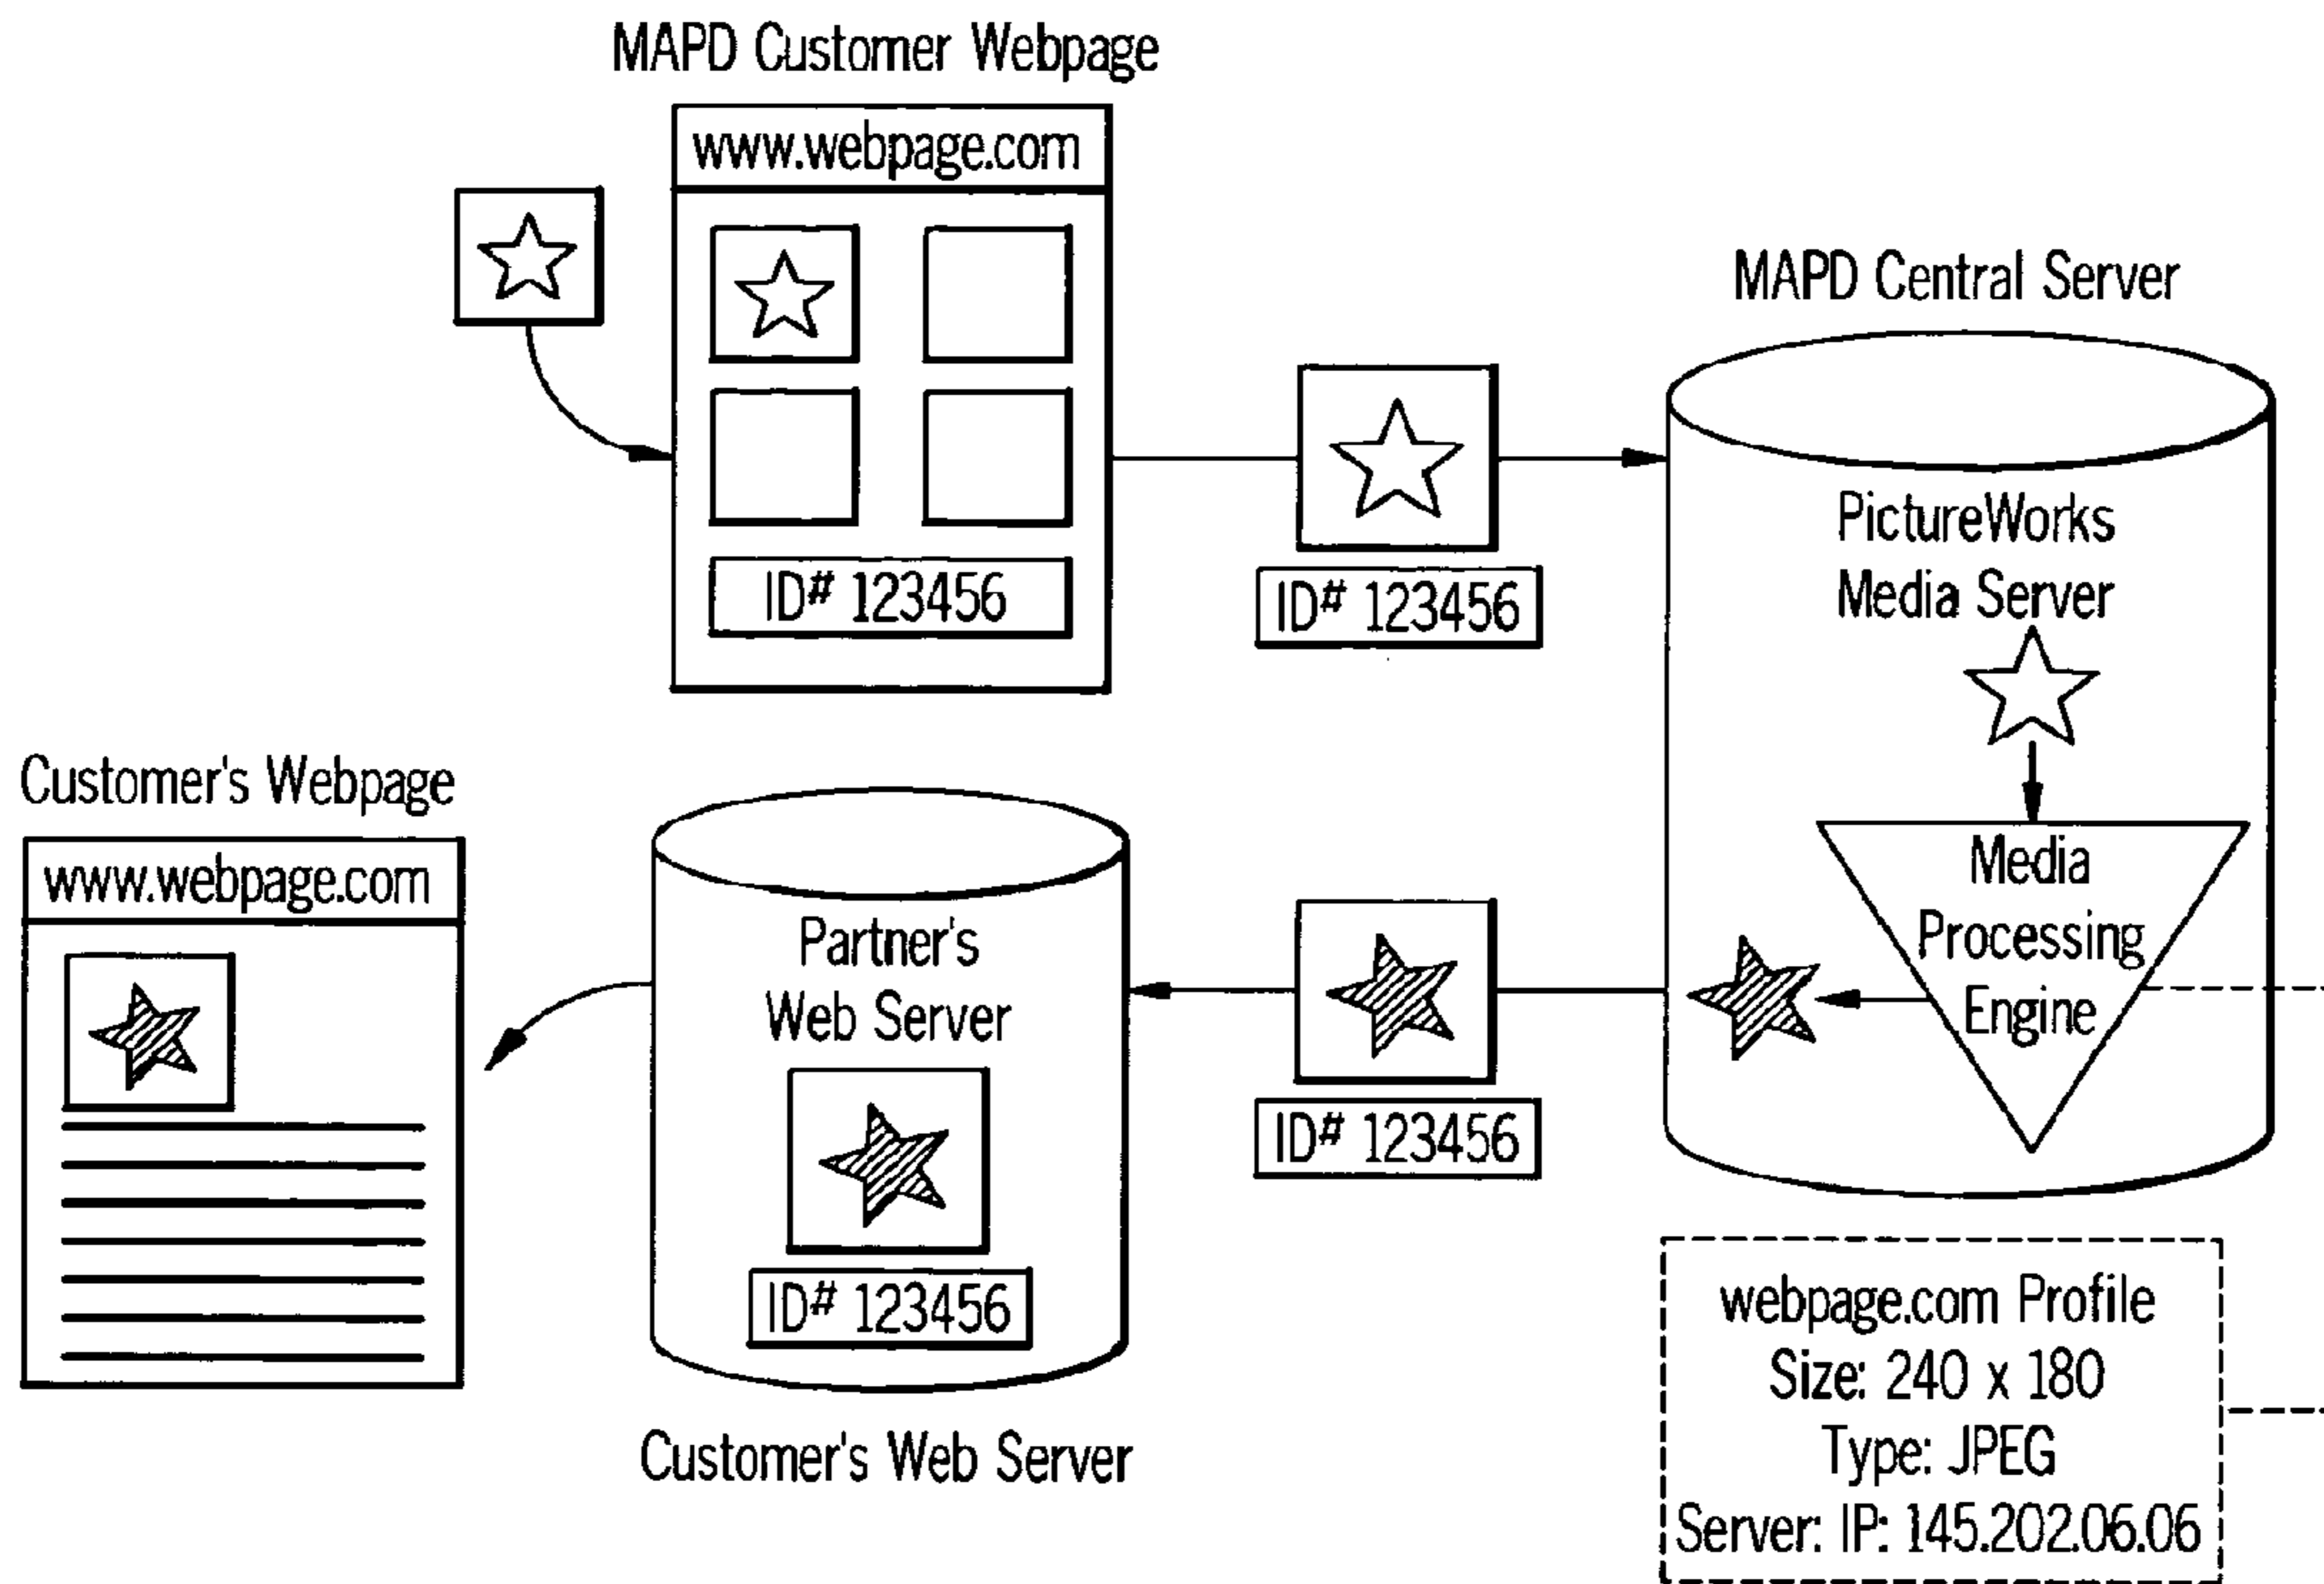 MAPD Customer Webpage
www.webpage.com
ID# 123456
ID# 123456
MAPD Central Server
PictureWorks
Media Server
Media
Processing
Engine
Customer's Webpage
www.webpage.com
Partner's
Web Server
ID# 123456
Customer's Web Server
ID# 123456
webpage.com Profile
Size: 240 x 180
Type: JPEG
Server: IP: 145.202.06.06